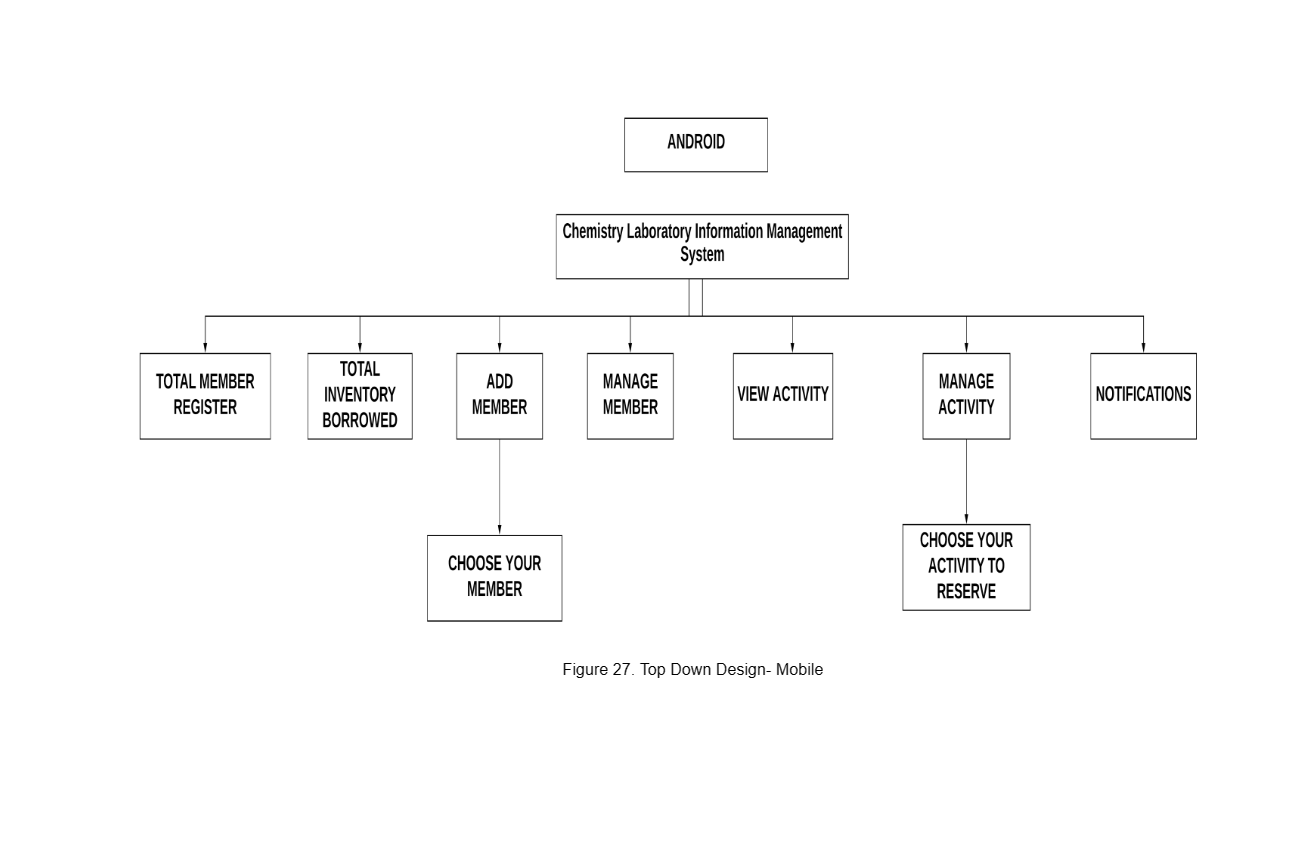 ANDROID
Chemistry Laboratory Information Management
System
TOTAL MEMBER
REGISTER
TOTAL
INVENTORY
BORROWED
ADD
MEMBER
MANAGE
MEMBER
VIEW ACTIVITY
MANAGE
ACTIVITY
NOTIFICATIONS
CHOOSE YOUR
MEMBER
CHOOSE YOUR
ACTIVITY TO
RESERVE
Figure 27. Top Down Design- Mobile